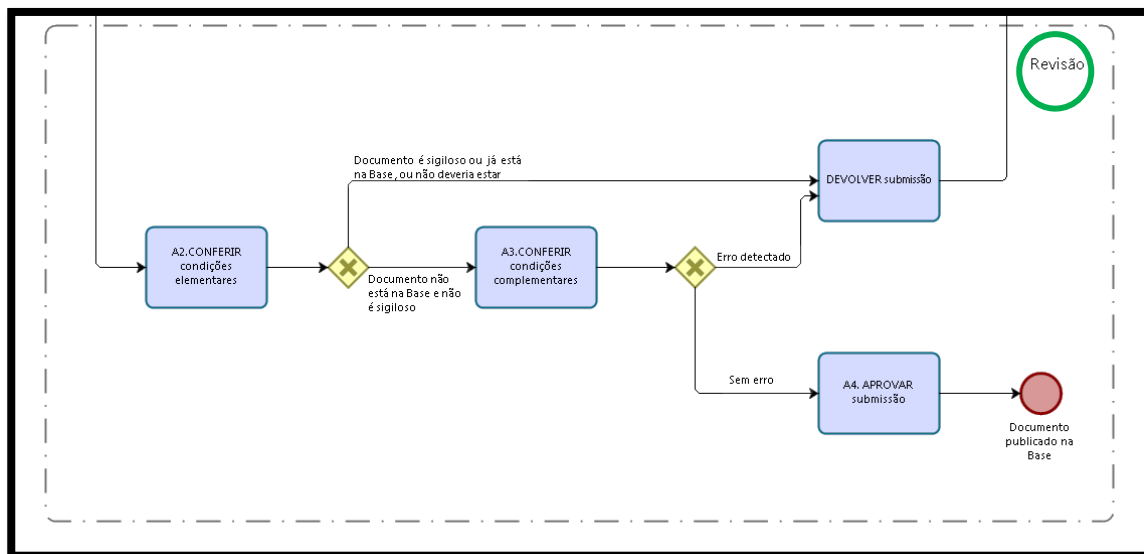 Revisão
Documento é sigiloso ou já está
na Base, ou não deveria estar
DEVOLVER submissão
A2.CONFERIR
condições
elementares
Documento não
está na Base e não
é sigiloso
A3.CONFERIR
condições
complementares
Erro detectado
Sem erro
A4. APROVAR
submissão
Documento
publicado na
Base